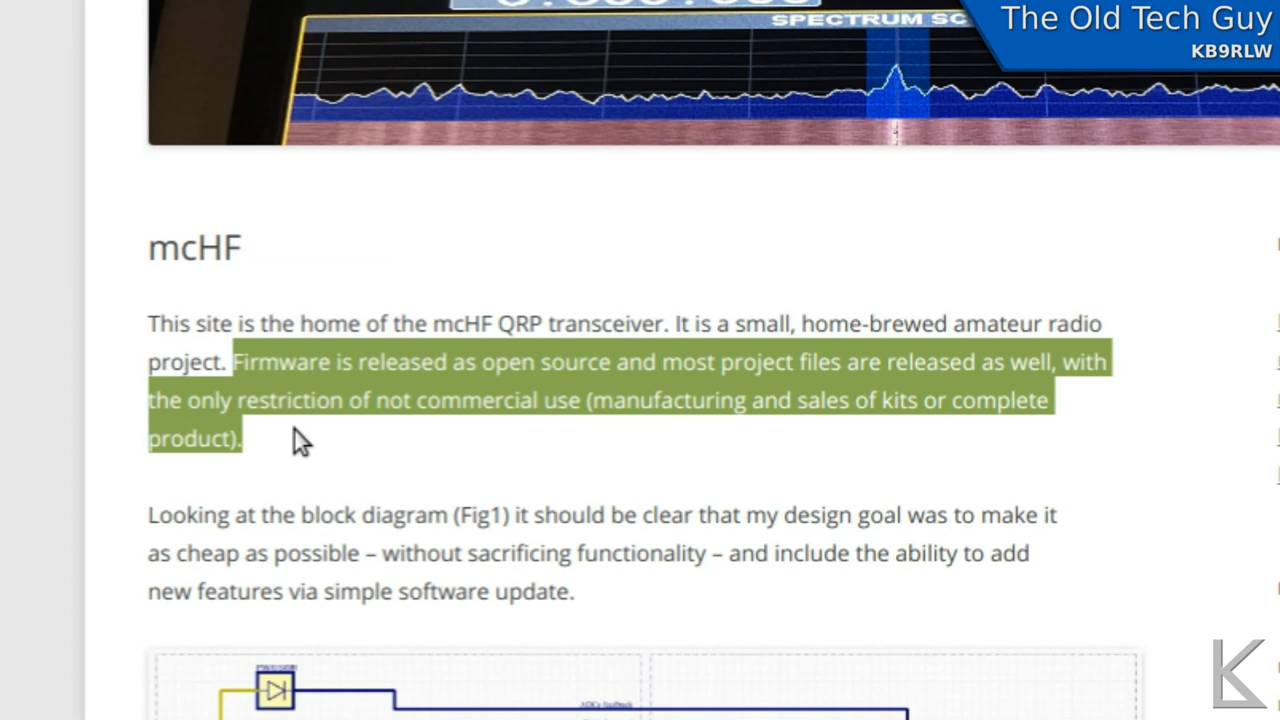 SPECTRUM SC
The Old Tech Guy
KB9RLW
mcHF
This site is the home of the mcHF QRP transceiver. It is a small, home-brewed amateur radio
project. Firmware is released as open source and most project files are released as well, with
the only restriction of not commercial use (manufacturing and sales of kits or complete
product).
Looking at the block diagram (Fig1) it should be clear that my design goal was to make it
as cheap as possible – without sacrificing functionality – and include the ability to add
new features via simple software update.
K